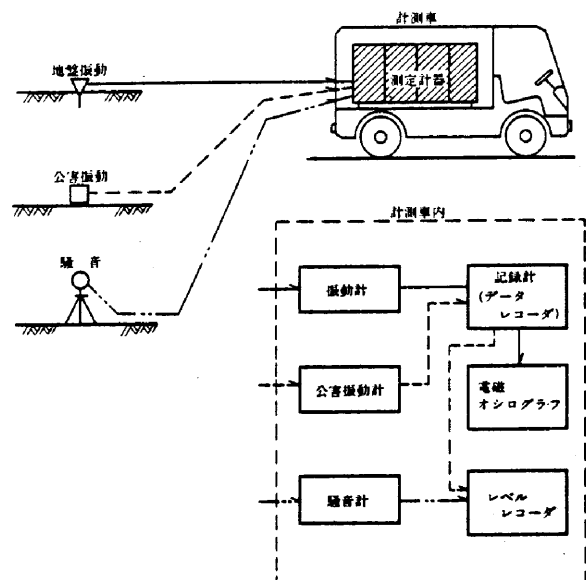 計測車
地盤振動
測定計器
公害振動
騒音
計測車内
振動計
記録計
(データ
レコーダ)
公害振動計
電磁
オシログラフ
騒音計
レベル
レコーダ